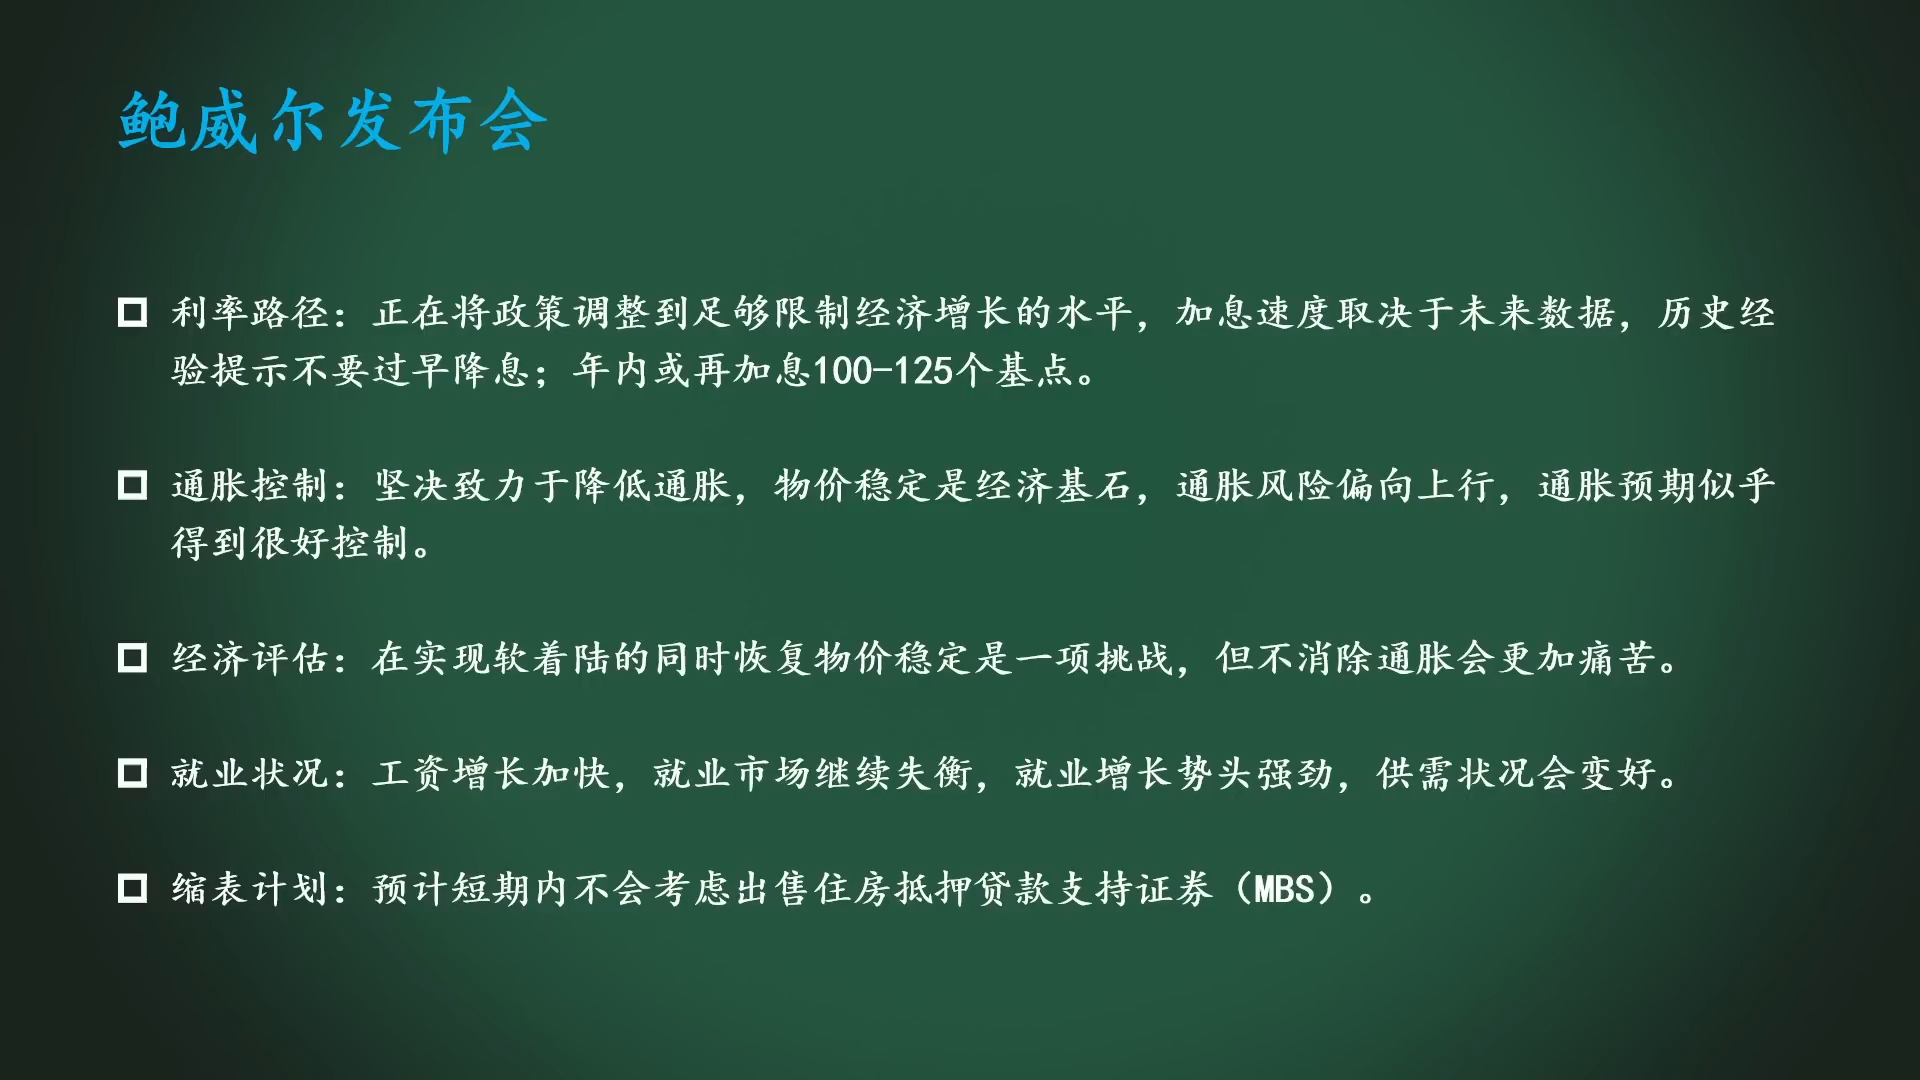 鲍威尔发布会
利率路径：正在将政策调整到足够限制经济增长的水平，加息速度取决于未来数据，历史经
验提示不要过早降息；年内或再加息100-125个基点。
通胀控制：坚决致力于降低通胀，物价稳定是经济基石，通胀风险偏向上行，通胀预期似乎
得到很好控制。
经济评估：在实现软着陆的同时恢复物价稳定是一项挑战，但不消除通胀会更加痛苦。
就业状况：工资增长加快，就业市场继续失衡，就业增长势头强劲，供需状况会变好。
缩表计划：预计短期内不会考虑出售住房抵押贷款支持证券（MBS）。